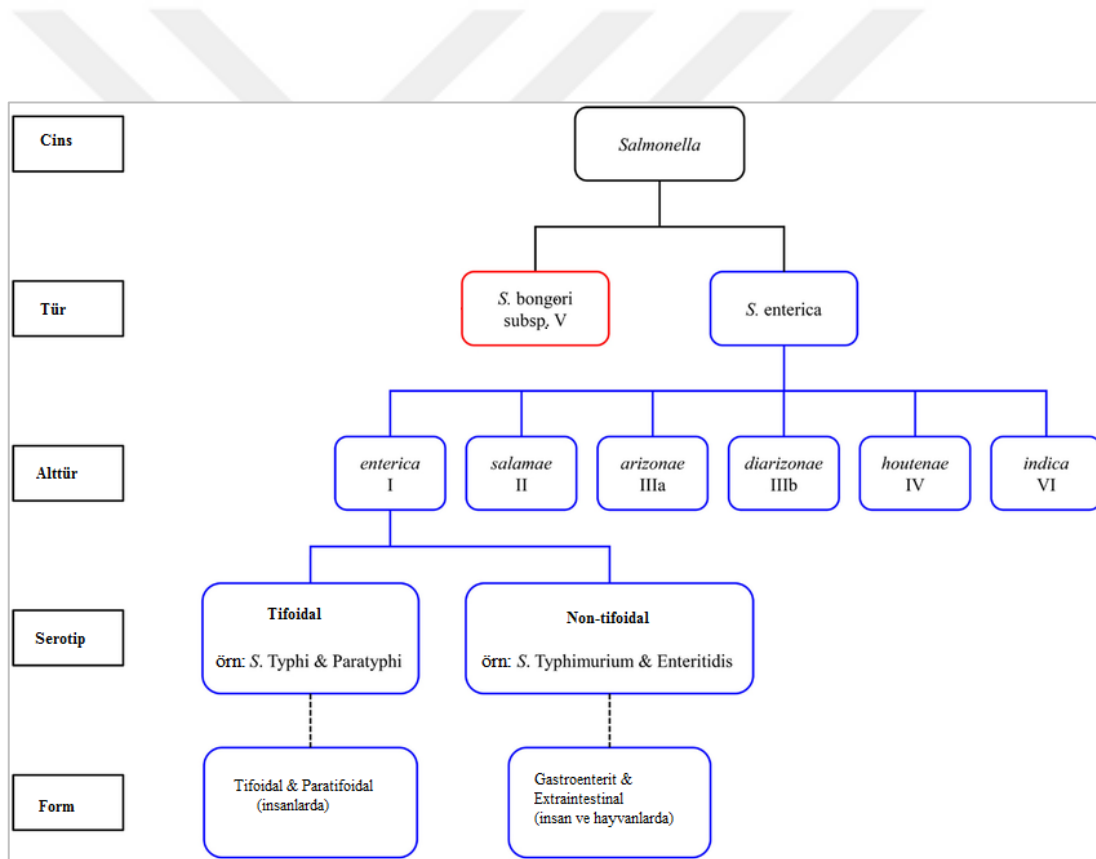 Cins
Salmonella
Tür
S. bongori
subsp. V
S. enterica
Alttür
enterica
I
salamae
II
arizonae
IIIa
diarizonae
IIIb
houtenae
IV
indica
VI
Serotip
Tifoidal
örn: S. Typhi & Paratyphi
Non-tifoidal
örn: S. Typhimurium & Enteritidis
Form
Tifoidal & Paratifoidal
(insanlarda)
Gastroenterit &
Extraintestinal
(insan ve hayvanlarda)